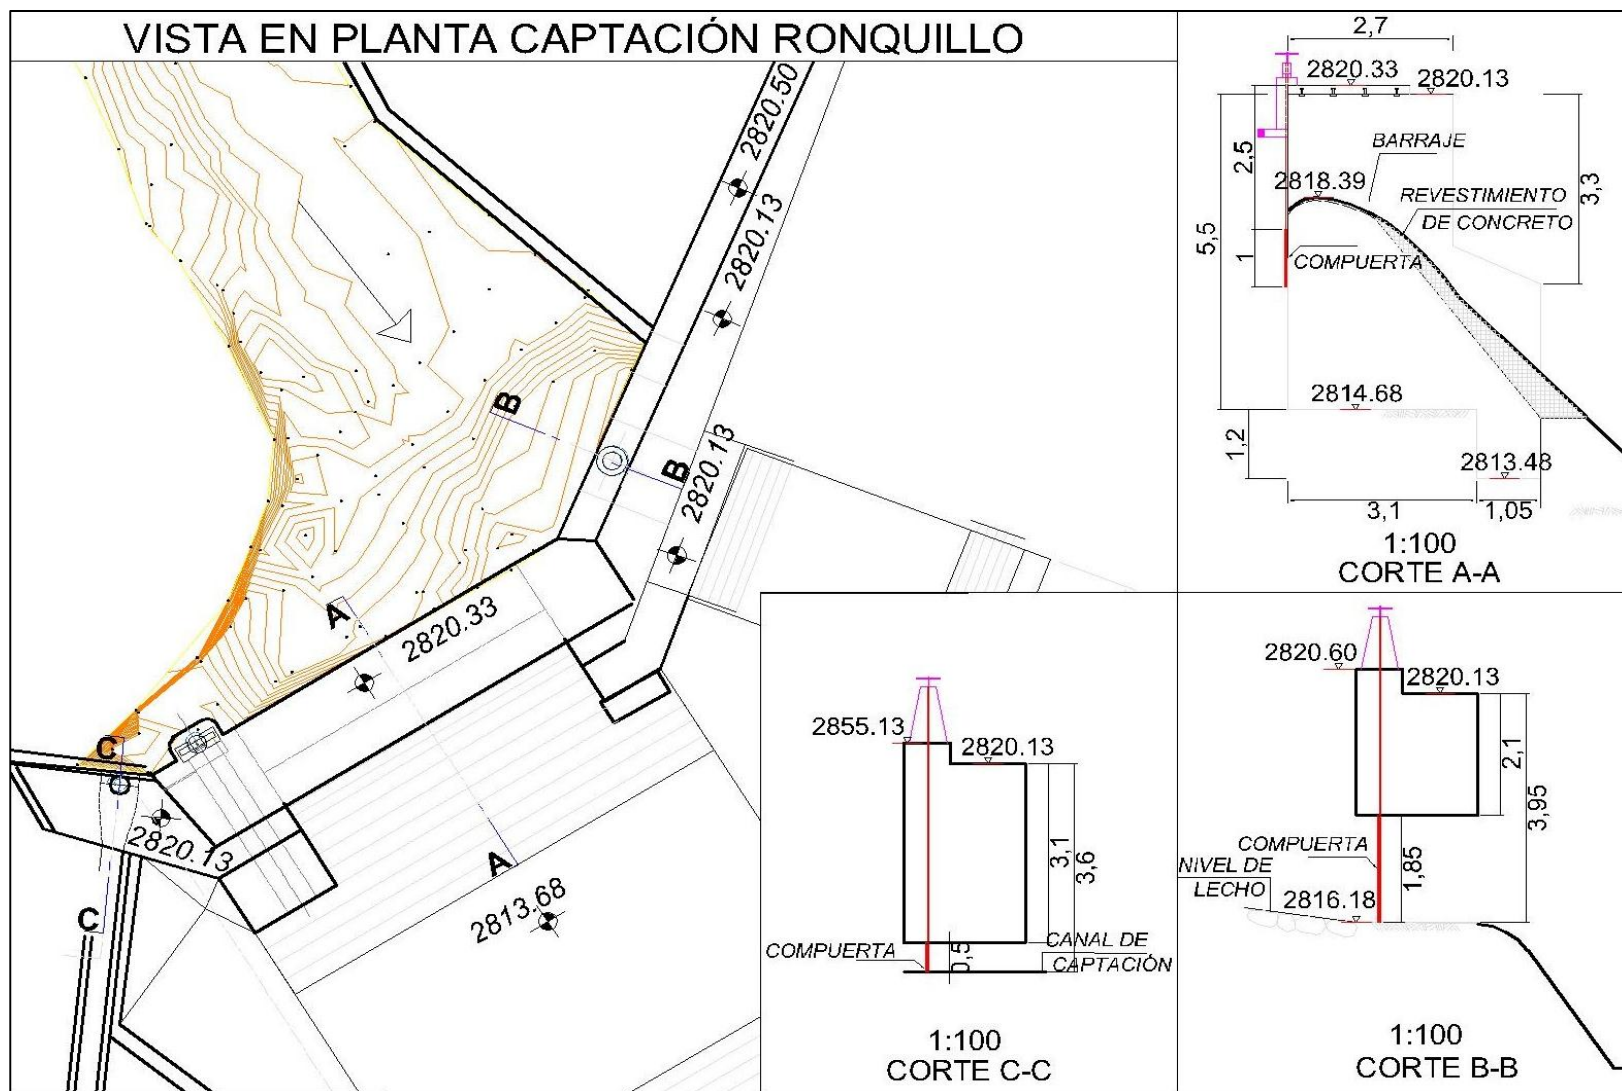 VISTA EN PLANTA CAPTACIÓN RONQUILLO
2820.50
2820.13
B
B
2820.13
A
2820.33
C
2820.13
A
C
2813.68
2,7
2820.33
2820.13
BARRAJE
2,5
2818.39
3,3
REVESTIMIENTO
DE CONCRETO
5,5
1
COMPUERTA
2814.68
1,2
2813.48
3,1
1,05
1:100
CORTE A-A
2855.13
2820.13
3,1
3,6
COMPUERTA
0,5
CANAL DE
CAPTACIÓN
1:100
CORTE C-C
2820.60
2820.13
2,1
3,95
COMPUERTA
1,85
NIVEL DE
LECHO
2816.18
1:100
CORTE B-B